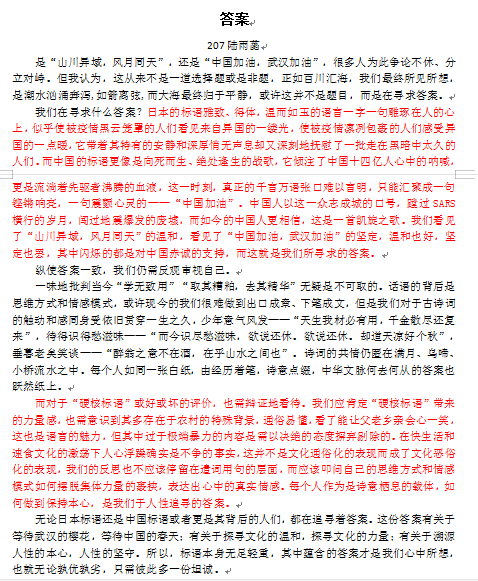 答案
207 陆雨菡
是“山川异域，风月同天”，还是“中国加油，武汉加油”，很多人为此争论不休、分
立对峙。但我认为，这从来不是一道选择题或是非题，正如百川汇海，我们最终所见所想，
是潮水汹涌奔泻,如箭离弦,而大海最终归于平静，或许这并不是题目，而是在寻求答案。
我们在寻求什么答案？日本的标语雅致、得体，温而如玉的语言一字一句雕琢在人的心
上，似乎使被疫情黑云笼罩的人们看见来自异国的一缕光，使被疫情凛冽包裹的人们感受异
国的一点暖，它带着其特有的安静和深厚悄无声息却又深刻地抚慰了一批走在黑暗中太久的
人们。而中国的标语更像是向死而生、绝处逢生的战歌，它倾注了中国十四亿人心中的呐喊，
更是流淌着先驱者沸腾的血液，这一时刻，真正的千言万语张口难以言明，只能汇聚成一句
铿锵响亮，一句震颤心灵的——“中国加油”。中国人以这一众志成城的口号，蹚过 SARS
横行的岁月，闯过地震爆发的废墟，而如今的中国人更相信，这是一首凯旋之歌。我们看见
了“山川异域，风月同天”的温和，看见了“中国加油，武汉加油”的坚定，温和也好，坚
定也罢，其中闪烁的都是对中国赤诚的支持，而这就是我们所寻求的答案。
纵使答案一致，我们仍需反观审视自己。
一味地批判当今“学无致用”“取其糟粕，去其精华”无疑是不可取的。话语的背后是
思维方式和情感模式，或许现今的我们很难做到出口成章、下笔成文，但是我们对于古诗词
的触动和感同身受依旧贯穿一生之久，少年意气风发——“天生我材必有用，千金散尽还复
来”，待得识得愁滋味——“而今识尽愁滋味，欲说还休。欲说还休。却道天凉好个秋”，
垂暮老矣笑谈——“醉翁之意不在酒，在乎山水之间也”。诗词的共情仍匿在满月、乌啼、
小桥流水之中。每个人如同一张白纸，由经历着笔，诗意点缀，中华文脉何去何从的答案也
跃然纸上。
而对于“硬核标语”或好或坏的评价，也需辩证地看待。我们应肯定“硬核标语”带来
的力量感，也需意识到其多存在于农村的特殊背景，通俗易懂，看了能让父老乡亲会心一笑，
这也是语言的魅力，但其中过于极端暴力的内容是需以决绝的态度摒弃剔除的。在快生活和
速食文化的激荡下人心浮躁确实是不争的事实，这并不是文化通俗化的表现而成了文化恶俗
化的表现，我们的反思也不应该停留在遣词用句的层面，而应该叩问自己的思维方式和情感
模式如何摆脱集体力量的裹挟，表达出心中的真实情感。每个人作为是诗意栖息的载体，如
何做到保持本心，是我们于人性追寻的答案。
无论日本标语还是中国标语或者更是其背后的人们，都在追寻着答案。这份答案有关于
等待武汉的樱花，等待中国的春天；有关于探寻文化的温和，探寻文化的力量；有关于溯源
人性的本心，人性的坚守。所以，标语本身无足轻重，其中蕴含的答案才是我们心中所想，
也就无论孰优孰劣，只需彼此多一份坦诚。